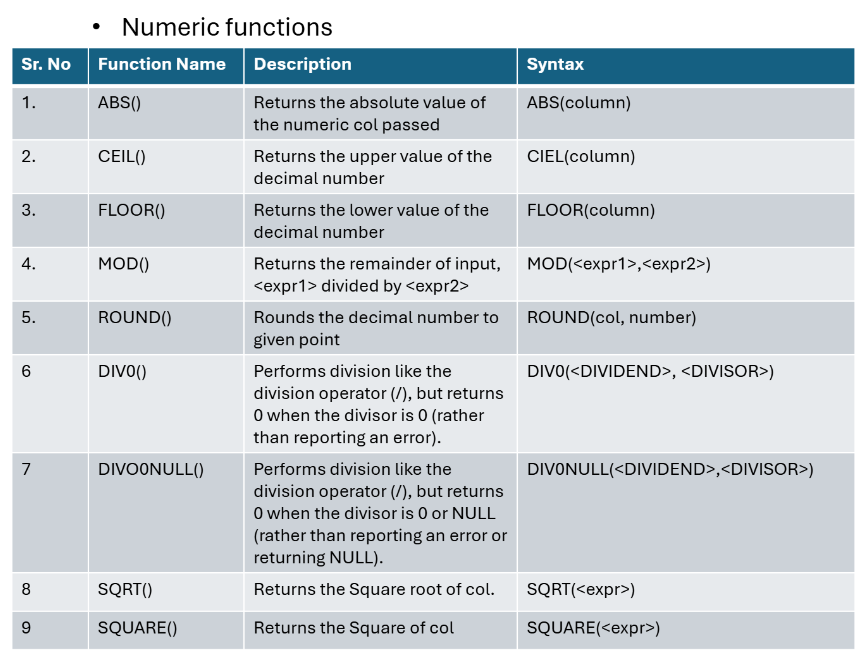 • Numeric functions
Sr. No Function Name Description Syntax
1. ABS() Returns the absolute value of ABS(column)
the numeric col passed
2. CEIL() Returns the upper value of the CIEL(column)
decimal number
3. FLOOR() Returns the lower value of the FLOOR(column)
decimal number
4. MOD() Returns the remainder of input, MOD(<expr1>,<expr2>)
<expr1> divided by <expr2>
5. ROUND() Rounds the decimal number to ROUND(col, number)
given point
6 DIV0() Performs division like the DIV0(<DIVIDEND>, <DIVISOR>)
division operator (/), but returns
0 when the divisor is 0 (rather
than reporting an error).
7 DIVO0NULL() Performs division like the DIV0NULL(<DIVIDEND>,<DIVISOR>)
division operator (/), but returns
0 when the divisor is 0 or NULL
(rather than reporting an error or
returning NULL).
8 SQRT() Returns the Square root of col. SQRT(<expr>)
9 SQUARE() Returns the Square of col SQUARE(<expr>)